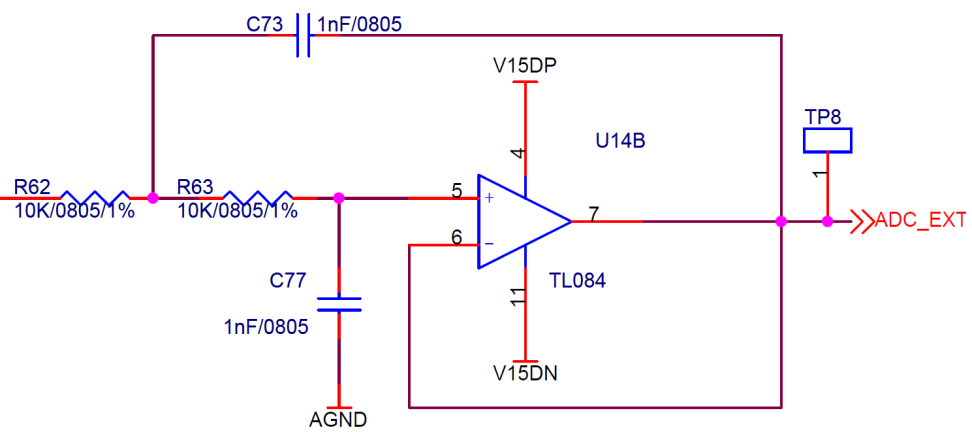 C73
1nF/0805
V15DP
TP8
U14B
4
1
R62
R63
5
10K/0805/1%
10K/0805/1%
+
7
ADC_EXT
6
−
C77
TL084
11
1nF/0805
V15DN
AGND